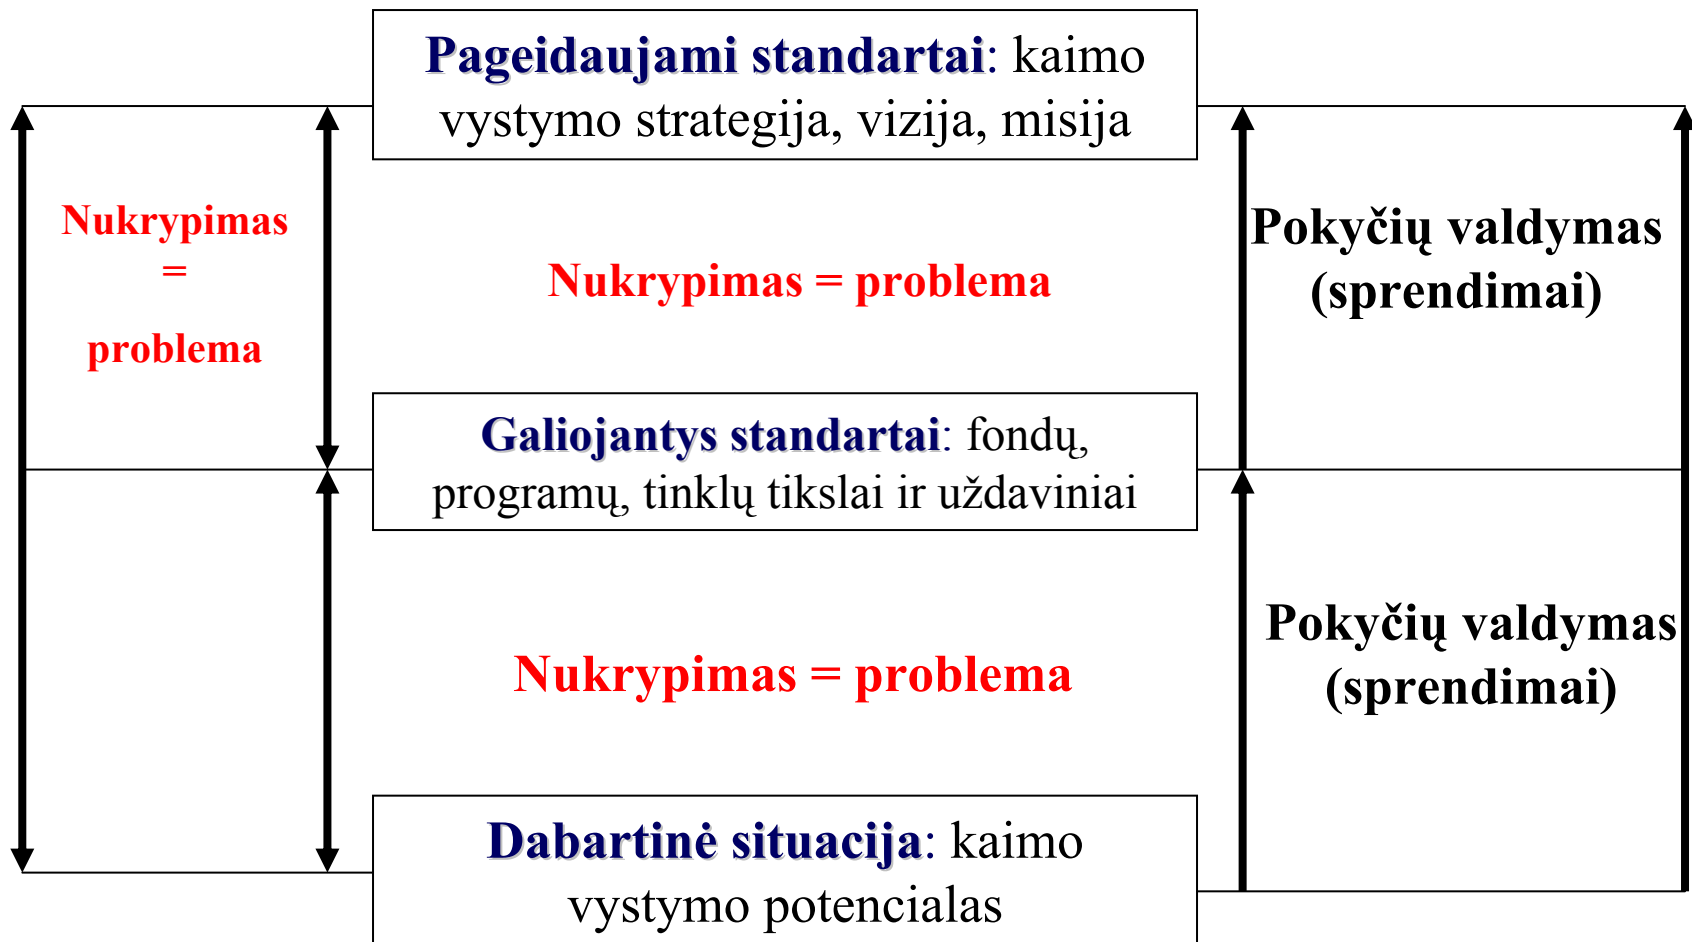 Pageidaujami standartai: kaimo
vystymo strategija, vizija, misija
Nukrypimas
=
problema
Nukrypimas = problema
Pokyčių valdymas
(sprendimai)
Galiojantys standartai: fondų,
programų, tinklų tikslai ir uždaviniai
Nukrypimas = problema
Pokyčių valdymas
(sprendimai)
Dabartinė situacija: kaimo
vystymo potencialas